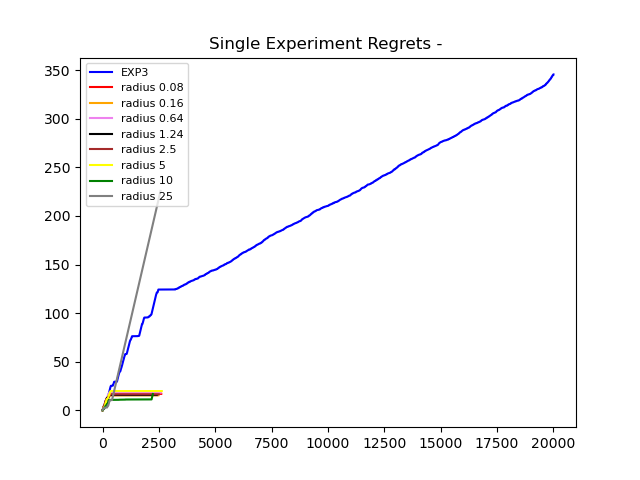 Single Experiment Regrets -
350
300
250
200
150
100
50
0
EXP3
radius 0.08
radius 0.16
radius 0.64
radius 1.24
radius 2.5
radius 5
radius 10
radius 25
0 2500 5000 7500 10000 12500 15000 17500 20000